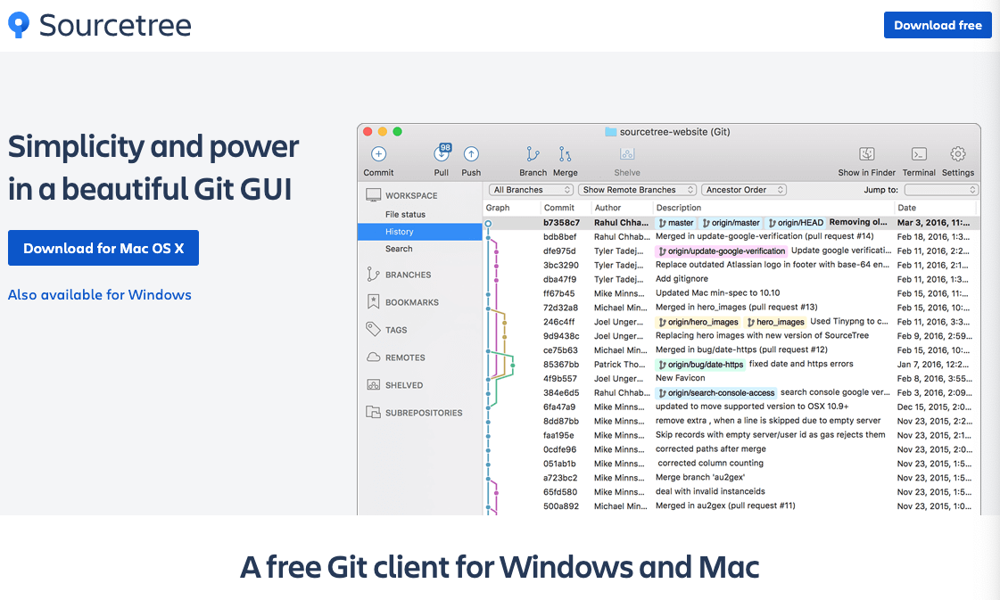 Sourcetree
Download free
Simplicity and power
in a beautiful Git GUI
Download for Mac OS X
Also available for Windows
sourcetree-website (Git)
98
Commit Pull Push Branch Merge Shelve Show in Finder Terminal Settings
All Branches Show Remote Branches Ancestor Order Jump to:
WORKSPACE
File status
History
Search
BRANCHES
BOOKMARKS
TAGS
REMOTES
SHELVED
SUBREPOSITORIES
Graph Commit Author Description Date
b7358c7 Rahul Chha... master origin/master origin/HEAD Removing ol... Mar 3, 2016, 11:...
bdb8bef Rahul Chhab... Merged in update-google-verification (pull request #14) Feb 18, 2016, 1:3...
dfe975d Tyler Tadej... origin/update-google-verification Update google verificati... Feb 11, 2016, 2:2...
3bc3290 Tyler Tadej... Replace outdated Atlassian logo in footer with base-64 en... Feb 11, 2016, 2:1...
dba47f9 Tyler Tadej... Add gitignore Feb 11, 2016, 1:3...
ff67b45 Mike Minns... Updated Mac min-spec to 10.10 Feb 15, 2016, 11:...
72d32a8 Michael Min... Merged in hero_images (pull request #13) Feb 15, 2016, 10:...
246c4ff Joel Unger... origin/hero_images hero_images Used Tinypng to c... Feb 11, 2016, 3:3...
9d9438c Joel Unger... Replacing hero images with new version of SourceTree Feb 9, 2016, 2:59...
ce75b63 Michael Min... Merged in bug/date-https (pull request #12) Feb 15, 2016, 10:...
85367bb Patrick Tho... origin/bug/date-https fixed date and https errors Jan 7, 2016, 12:2...
4f9b557 Joel Unger... New Favicon Feb 8, 2016, 3:55...
384e6d5 Rahul Chhab... origin/search-console-access search console google ver... Feb 3, 2016, 2:09...
6fa47a9 Mike Minns... updated to move supported version to OSX 10.9+ Dec 15, 2015, 2:0...
8dd87bb Mike Minns... remove extra , when a line is skipped due to empty server Nov 23, 2015, 2:2...
faa195e Mike Minns... Skip records with empty server/user id as gas rejects them Nov 23, 2015, 2:1...
0cdfe96 Mike Minns... corrected paths after merge Nov 23, 2015, 2:0...
051ab1b Mike Minns... corrected column counting Nov 23, 2015, 1:5...
a723bc2 Mike Minns... Merge branch 'au2gex' Nov 23, 2015, 1:5...
65fd580 Mike Minns... deal with invalid instanceids Nov 23, 2015, 1:5...
500a892 Michael Min... Merged in au2gex (pull request #11) Nov 23, 2015, 1:0...
A free Git client for Windows and Mac